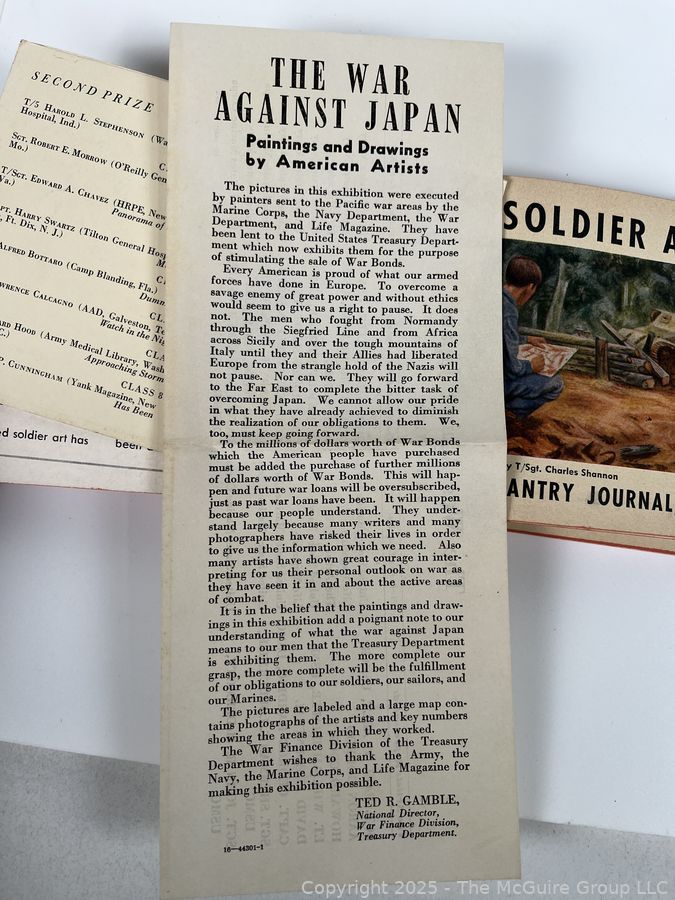 SECOND PRIZE
T/5 HAROLD L. STEPHENSON (Wa
Hospital, Ind.)
SGT. ROBERT E. MORROW (O'Reilly Gen
Mo.)
T/SGT. EDWARD A. CHAVEZ (HRPE, New
Va.)
Panorama of
PT. HARRY SWARTZ (Tilton General Hosp
, Ft. Dix, N. J.)
ALFRED BOTTARO (Camp Blanding, Fla.)
Dumm
WRENCE CALCAGNO (AAD, Galveston, Te
Watch in the Nig
ARD HOOD (Army Medical Library, Wash
C.)
CLA
Approaching Storm
P. CUNNINGHAM (Yank Magazine, New
CLASS 8
Has Been
ed soldier art has been
THE WAR
AGAINST JAPAN
Paintings and Drawings
by American Artists
The pictures in this exhibition were executed
by painters sent to the Pacific war areas by the
Marine Corps, the Navy Department, the War
Department, and Life Magazine. They have
been lent to the United States Treasury Depart-
ment which now exhibits them for the purpose
of stimulating the sale of War Bonds.
Every American is proud of what our armed
forces have done in Europe. To overcome a
savage enemy of great power and without ethics
would seem to give us a right to pause. It does
not. The men who fought from Normandy
through the Siegfried Line and from Africa
across Sicily and over the tough mountains of
Italy until they and their Allies had liberated
Europe from the strangle hold of the Nazis will
not pause. Nor can we. They will go forward
to the Far East to complete the bitter task of
overcoming Japan. We cannot allow our pride
in what they have already achieved to diminish
the realization of our obligations to them. We,
too, must keep going forward.
To the millions of dollars worth of War Bonds
which the American people have purchased
must be added the purchase of further millions
of dollars worth of War Bonds. This will hap-
pen and future war loans will be oversubscribed,
just as past war loans have been. It will happen
because our people understand. They under-
stand largely because many writers and many
photographers have risked their lives in order
to give us the information which we need. Also
many artists have shown great courage in inter-
preting for us their personal outlook on war as
they have seen it in and about the active areas
of combat.
It is in the belief that the paintings and draw-
ings in this exhibition add a poignant note to our
understanding of what the war against Japan
means to our men that the Treasury Department
is exhibiting them. The more complete our
grasp, the more complete will be the fulfillment
of our obligations to our soldiers, our sailors, and
our Marines.
The pictures are labeled and a large map con-
tains photographs of the artists and key numbers
showing the areas in which they worked.
The War Finance Division of the Treasury
Department wishes to thank the Army, the
Navy, the Marine Corps, and Life Magazine for
making this exhibition possible.
TED R. GAMBLE,
National Director,
War Finance Division,
Treasury Department.
16—44301-1
SOLDIER A
y T/Sgt. Charles Shannon
ANTRY JOURNAL
Copyright 2025 - The McGuire Group LLC